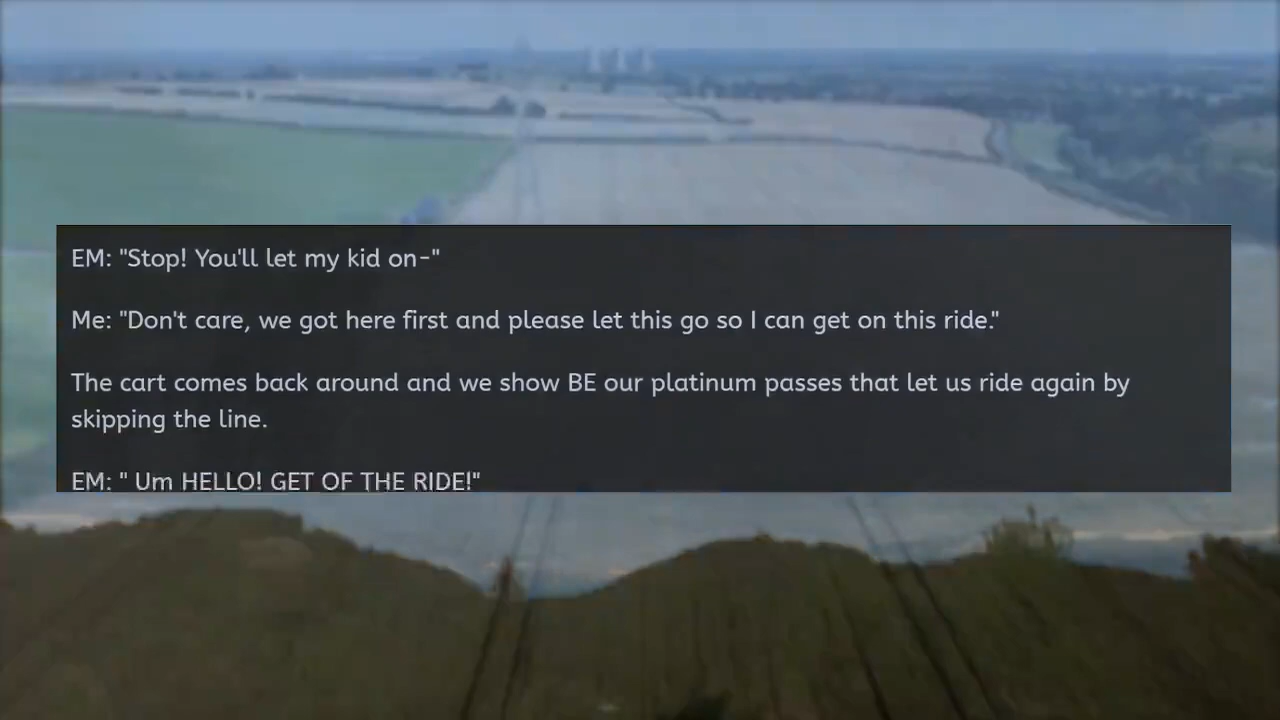 EM: "Stop! You'll let my kid on-"
Me: "Don't care, we got here first and please let this go so I can get on this ride."
The cart comes back around and we show BE our platinum passes that let us ride again by
skipping the line.
EM: " Um HELLO! GET OF THE RIDE!"